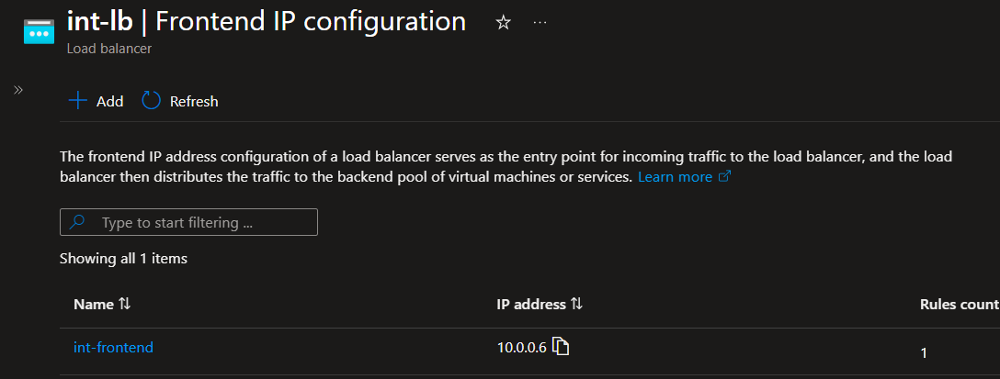 int-lb | Frontend IP configuration
Load balancer
Add
Refresh
The frontend IP address configuration of a load balancer serves as the entry point for incoming traffic to the load balancer, and the load
balancer then distributes the traffic to the backend pool of virtual machines or services. Learn more
Type to start filtering ...
Showing all 1 items
Name IP address Rules count
int-frontend 10.0.0.6 1